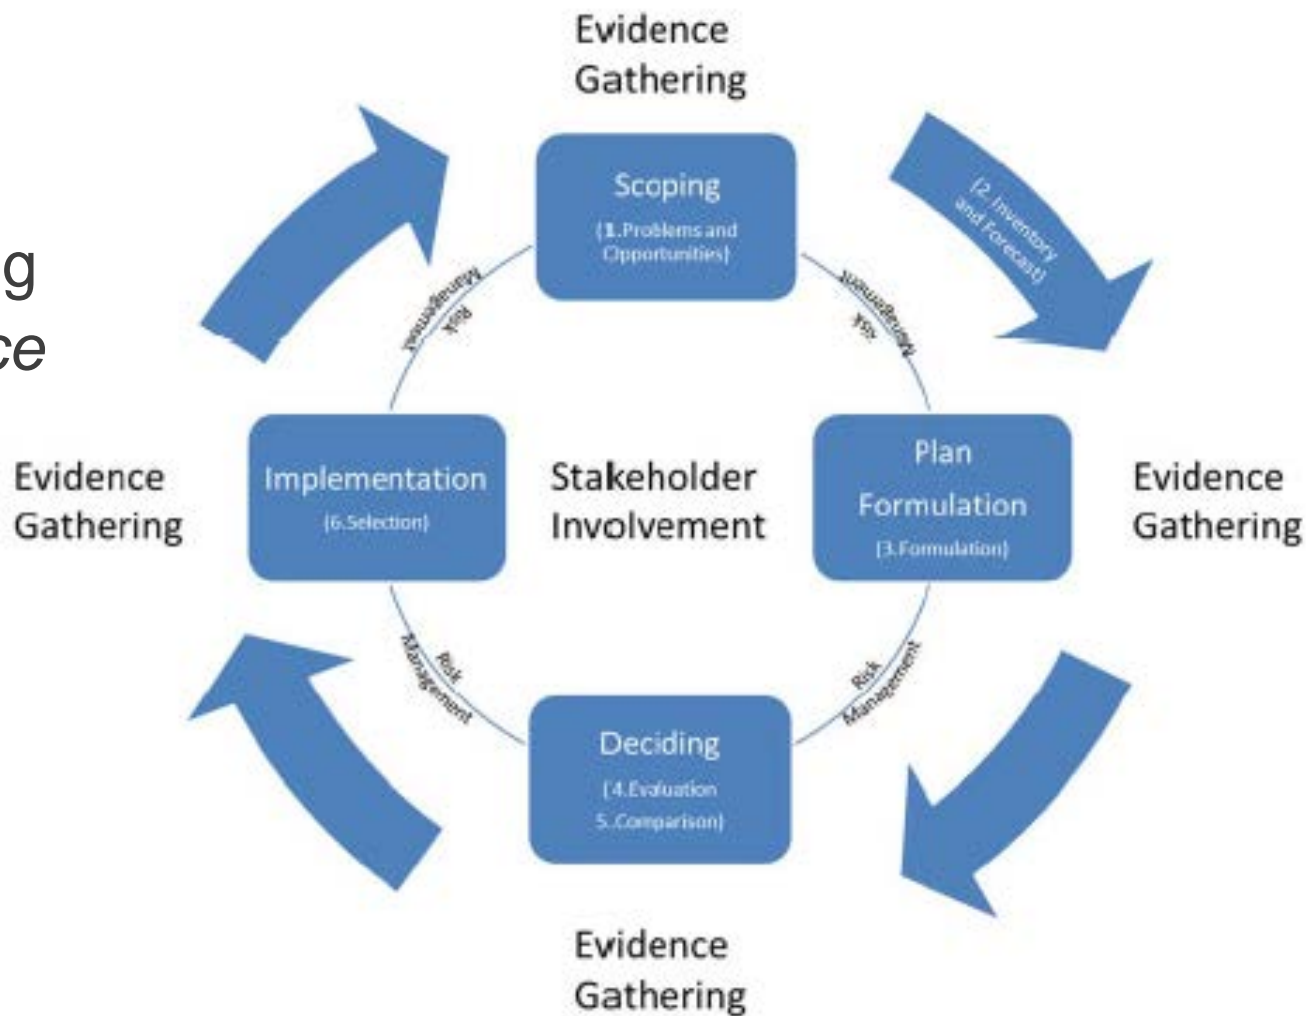 Evidence
Gathering
Scoping
(1.Problems and
Opportunities)
(2. Inventory
and Forecast)
g
ce
Risk
Management
Risk
Management
Evidence
Gathering
Implementation
(6.Selection)
Stakeholder
Involvement
Plan
Formulation
(3.Formulation)
Evidence
Gathering
Risk
Management
Risk
Management
Deciding
(4.Evaluation
5..Comparison)
Evidence
Gathering